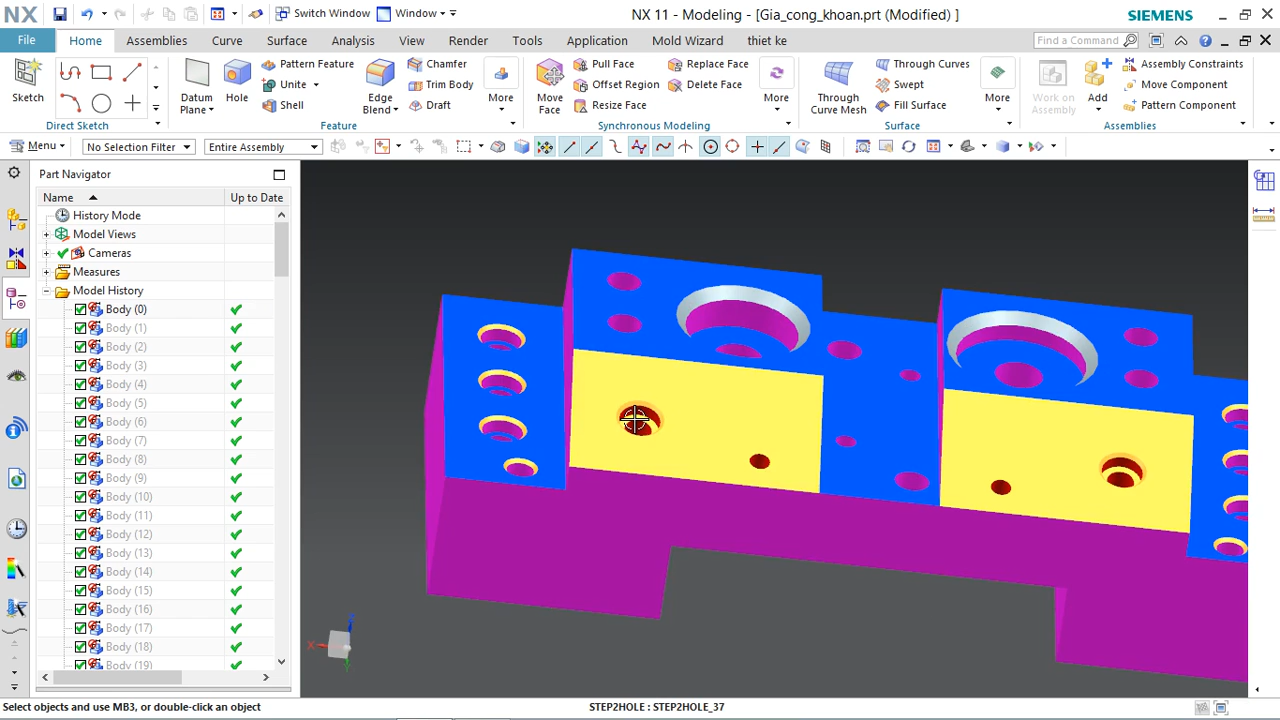 NX
Switch Window
Window
NX 11 - Modeling - [Gia_cong_khoan.prt (Modified) ]
SIEMENS
File
Home
Assemblies
Curve
Surface
Analysis
View
Render
Tools
Application
Mold Wizard
thiet ke
Find a Command
Sketch
Direct Sketch
Datum Plane
Hole
Pattern Feature
Unite
Shell
Edge Blend
Chamfer
Trim Body
Draft
More
Feature
Move Face
Pull Face
Offset Region
Resize Face
Replace Face
Delete Face
More
Synchronous Modeling
Through Curve Mesh
Through Curves
Swept
Fill Surface
More
Surface
Work on Assembly
Add
Assembly Constraints
Move Component
Pattern Component
Assemblies
Menu
No Selection Filter
Entire Assembly
Part Navigator
Name
Up to Date
History Mode
Model Views
Cameras
Measures
Model History
Body (0)
Body (1)
Body (2)
Body (3)
Body (4)
Body (5)
Body (6)
Body (7)
Body (8)
Body (9)
Body (10)
Body (11)
Body (12)
Body (13)
Body (14)
Body (15)
Body (16)
Body (17)
Body (18)
Body (19)
X
Select objects and use MB3, or double-click an object
STEP2HOLE : STEP2HOLE_37